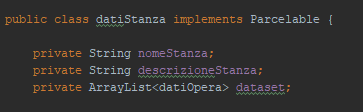 public class datiStanza implements Parcelable {
private String nomeStanza;
private String descrizioneStanza;
private ArrayList<datiOpera> dataset;